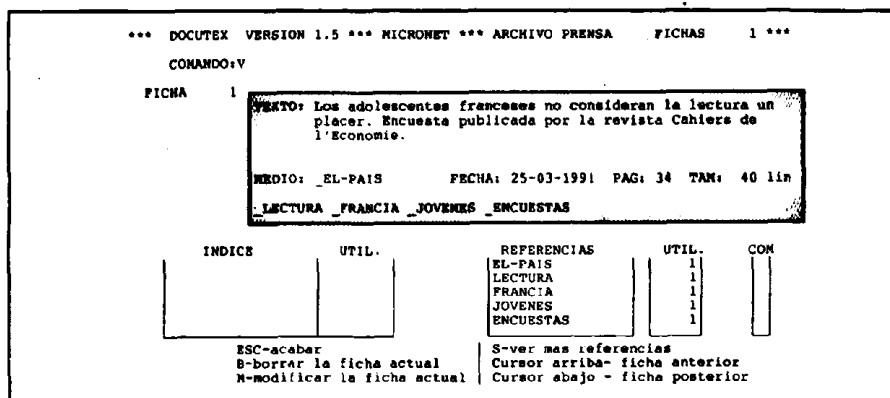 *** DOCUTEX VERSION 1.5 *** MICRONET *** ARCHIVO PRENSA FICHAS 1 ***
COMANDO:V
FICHA 1
TEXTO: Los adolescentes franceses no consideran la lectura un
placer. Encuesta publicada por la revista Cahiers de
l'Economie.
MEDIO: _EL-PAIS FECHA: 25-03-1991 PAG: 34 TAM: 40 lin
_LECTURA _FRANCIA _JOVENES _ENCUESTAS
INDICE UTIL. REFERENCIAS UTIL. COM
EL-PAIS 1
LECTURA 1
FRANCIA 1
JOVENES 1
ENCUESTAS 1
ESC-acabar S-ver mas referencias
B-borrar la ficha actual Cursor arriba- ficha anterior
M-modificar la ficha actual Cursor abajo - ficha posterior